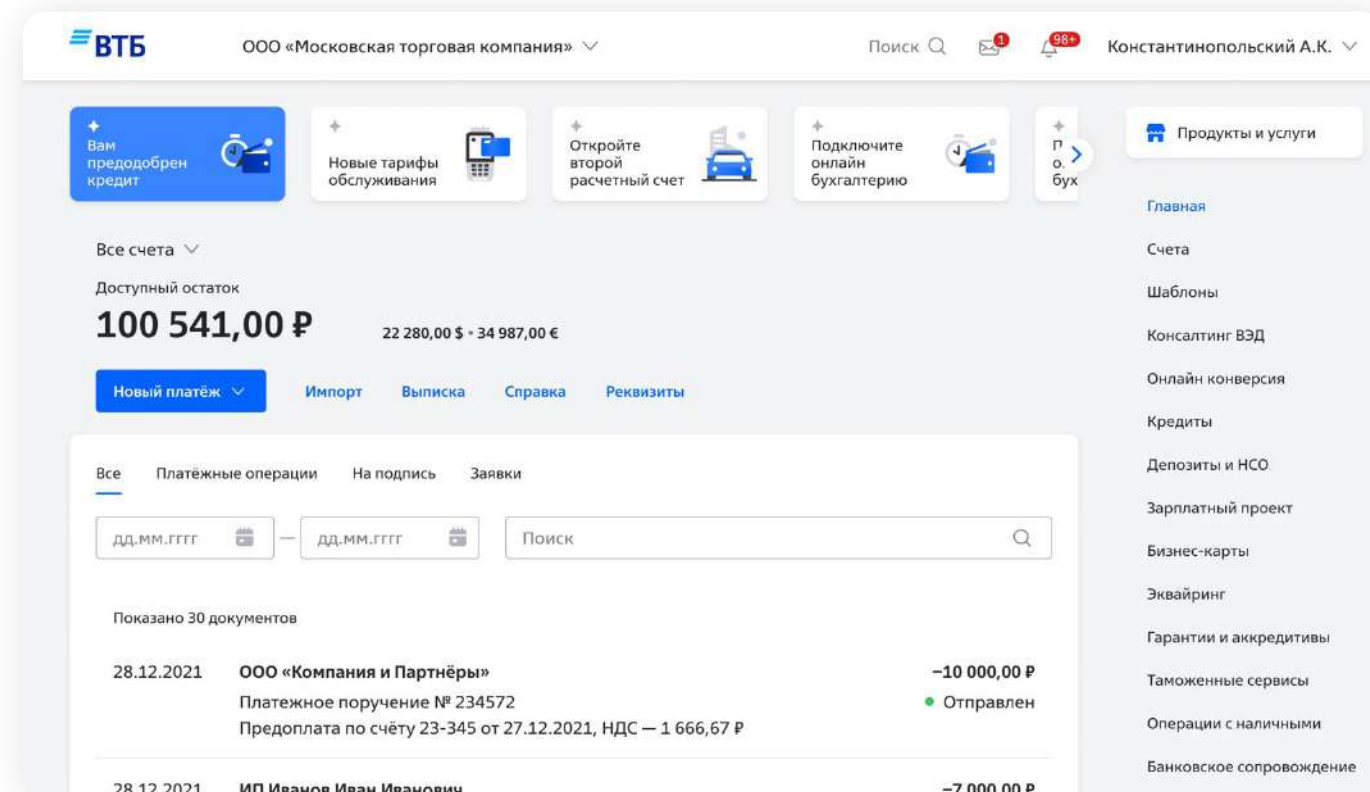 ВТБ
ООО «Московская торговая компания»
Поиск
1
98+
Константинопольский А.К.
Вам
предодобрен
кредит
Новые тарифы
обслуживания
Откройте
второй
расчетный счет
Подключите
онлайн
бухгалтерию
П
о.
бух
Продукты и услуги
Все счета
Доступный остаток
100 541,00 ₽
22 280,00 $ • 34 987,00 €
Новый платёж
Импорт
Выписка
Справка
Реквизиты
Все
Платёжные операции
На подпись
Заявки
дд.мм.гггг
—
дд.мм.гггг
Поиск
Показано 30 документов
28.12.2021
ООО «Компания и Партнёры»
−10 000,00 ₽
Платежное поручение № 234572
Отправлен
Предоплата по счёту 23-345 от 27.12.2021, НДС — 1 666,67 ₽
28.12.2021
ИП Иванов Иван Иванович
−7 000,00 ₽
Главная
Счета
Шаблоны
Консалтинг ВЭД
Онлайн конверсия
Кредиты
Депозиты и НСО
Зарплатный проект
Бизнес-карты
Эквайринг
Гарантии и аккредитивы
Таможенные сервисы
Операции с наличными
Банковское сопровождение